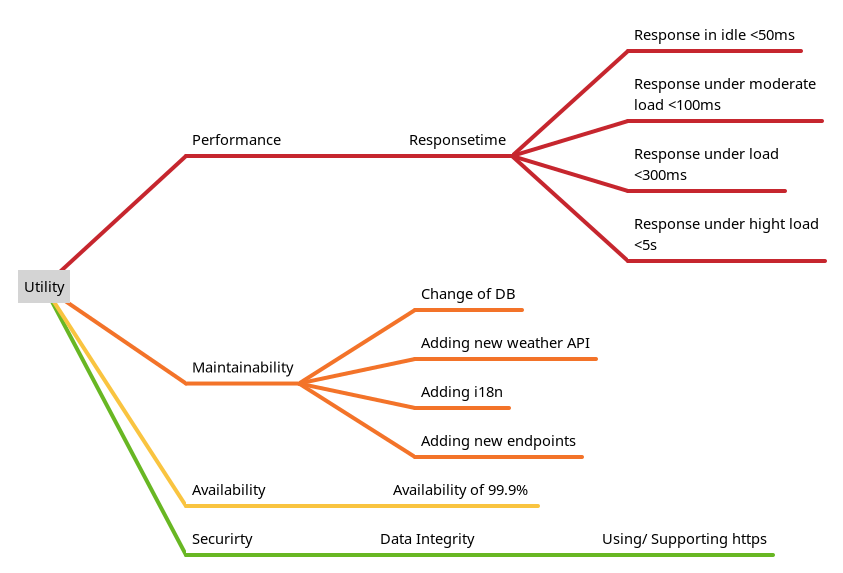 Response in idle <50ms
Response under moderate
load <100ms
Performance
Responsetime
Response under load
<300ms
Response under hight load
<5s
Utility
Change of DB
Adding new weather API
Maintainability
Adding i18n
Adding new endpoints
Availability
Availability of 99.9%
Securirty
Data Integrity
Using/ Supporting https